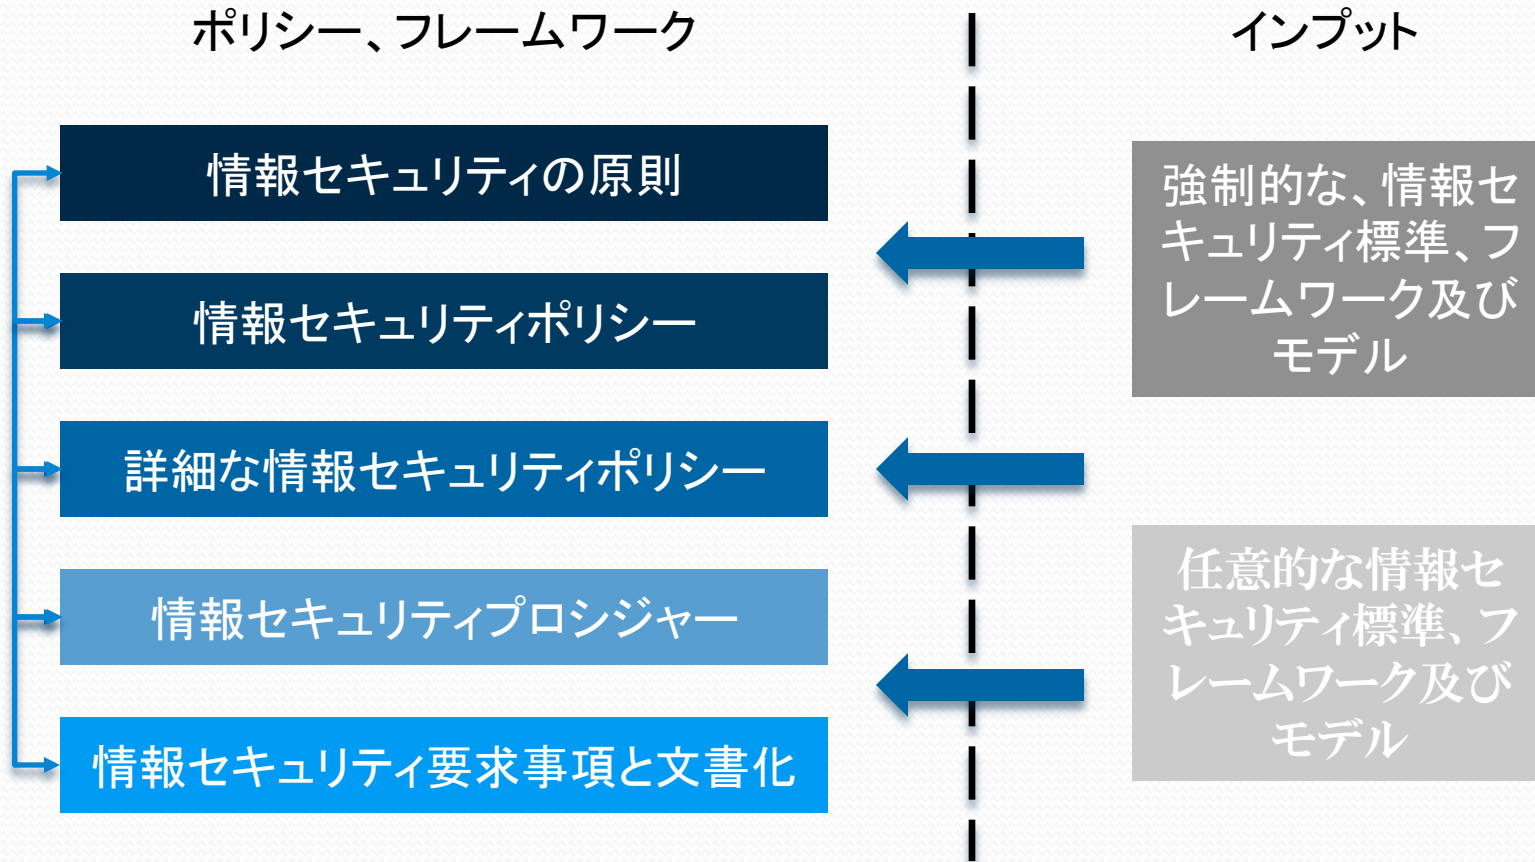 ポリシー、フレームワーク
インプット
情報セキュリティの原則
情報セキュリティポリシー
詳細な情報セキュリティポリシー
情報セキュリティプロシジャー
情報セキュリティ要求事項と文書化
強制的な、情報セ
キュリティ標準、フ
レームワーク及び
モデル
任意的な情報セ
キュリティ標準、フ
レームワーク及び
モデル